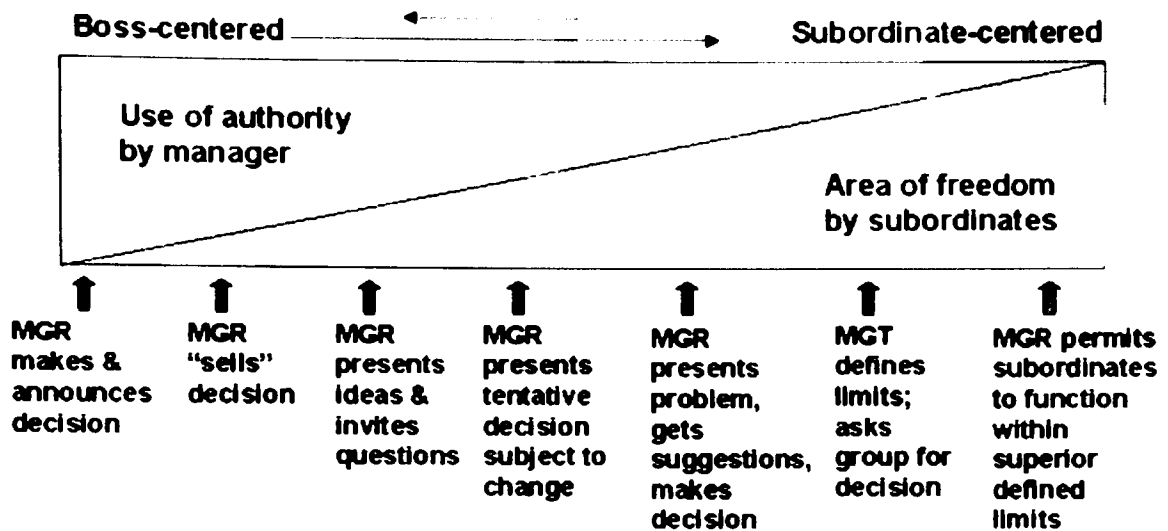 Boss-centered
Subordinate-centered
Use of authority
by manager
Area of freedom
by subordinates
MGR
makes &
announces
decision
MGR
“sells”
decision
MGR
presents
ideas &
invites
questions
MGR
presents
tentative
decision
subject to
change
MGR
presents
problem,
gets
suggestions,
makes
decision
MGT
defines
limits;
asks
group for
decision
MGR permits
subordinates
to function
within
superior
defined
limits